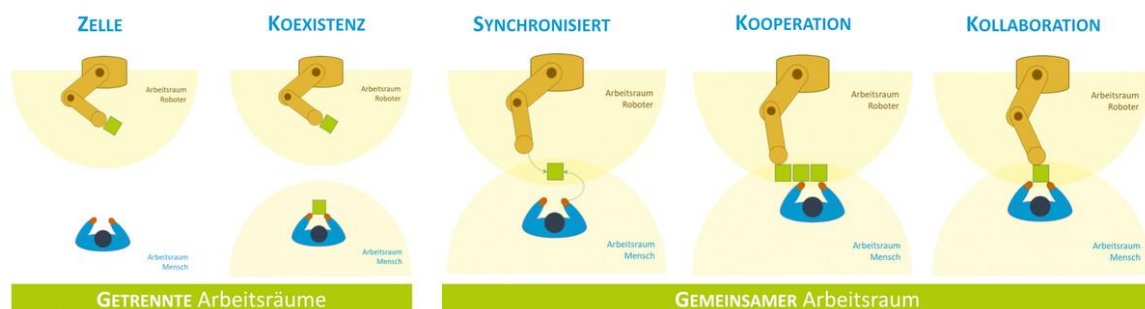 ZELLE
KOEXISTENZ
SYNCHRONISIERT
KOOPERATION
KOLLABORATION
Arbeitsraum
Roboter
Arbeitsraum
Roboter
Arbeitsraum
Roboter
Arbeitsraum
Roboter
Arbeitsraum
Roboter
Arbeitsraum
Mensch
Arbeitsraum
Mensch
Arbeitsraum
Mensch
Arbeitsraum
Mensch
Arbeitsraum
Mensch
GETRENNTE Arbeitsräume
GEMEINSAMER Arbeitsraum